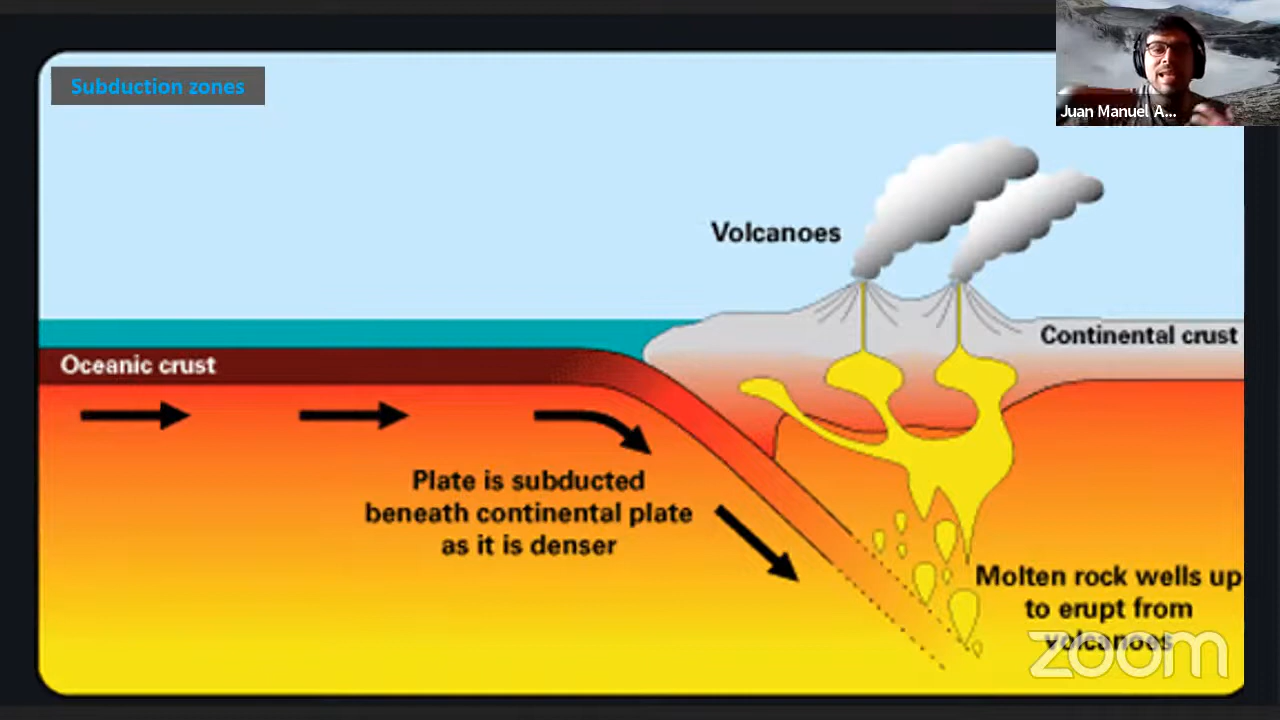 Subduction zones
Juan Manuel A...
Volcanoes
Continental crust
Oceanic crust
Plate is subducted
beneath continental plate
as it is denser
Molten rock wells up
to erupt from
volcanoes
zoom